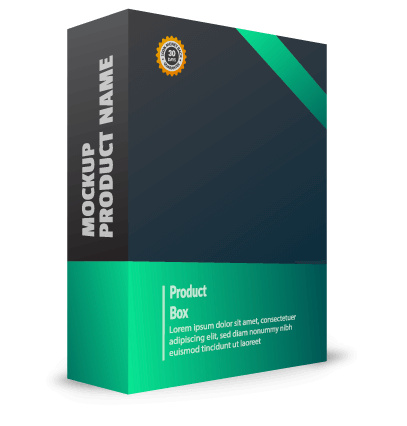 MOCKUP
PRODUCT NAME
30
DAYS
Product
Box
Lorem ipsum dolor sit amet, consectetuer
adipiscing elit, sed diam nonummy nibh
euismod tincidunt ut laoreet